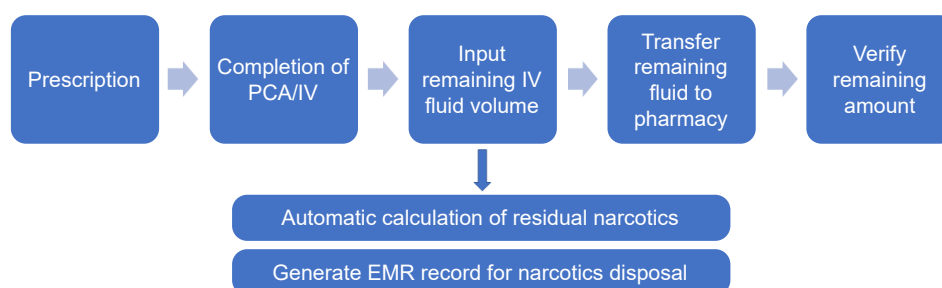 Prescription
Completion of
PCA/IV
Input
remaining IV
fluid volume
Transfer
remaining
fluid to
pharmacy
Verify
remaining
amount
Automatic calculation of residual narcotics
Generate EMR record for narcotics disposal